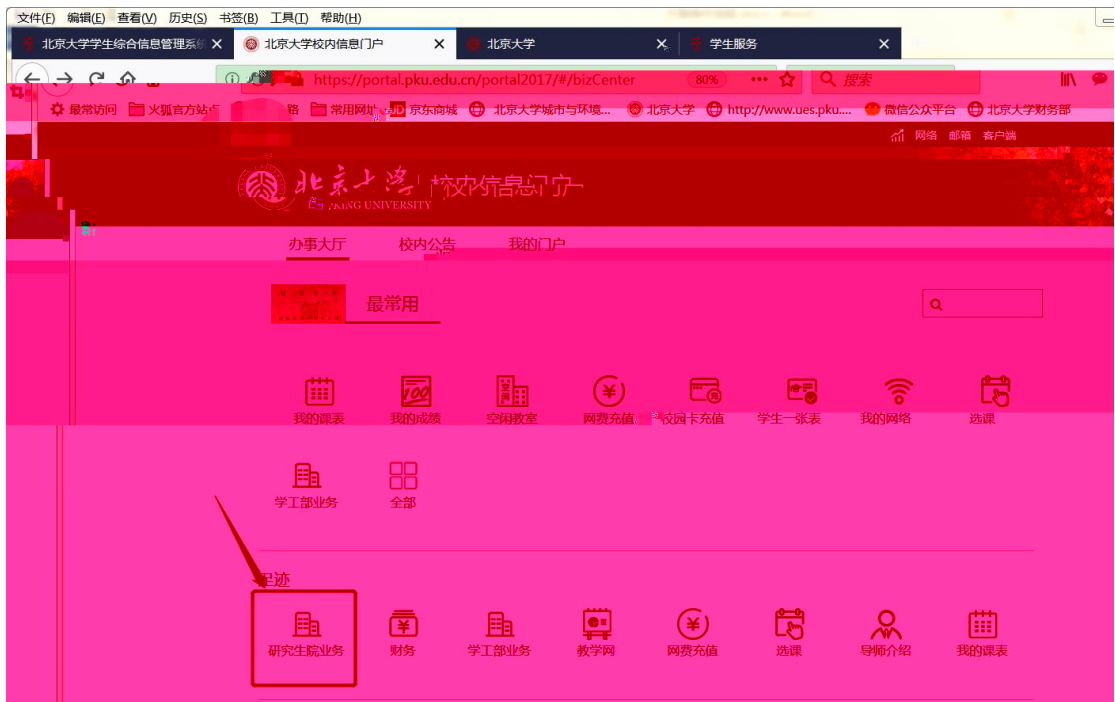 文件(F) 编辑(E) 查看(V) 历史(S) 书签(B) 工具(T) 帮助(H)
北京大学学生综合信息管理系统 北京大学校内信息门户 北京大学 学生服务
https://portal.pku.edu.cn/portal2017/#/bizCenter 80% 搜索
最常访问 火狐官方站点 常用网址 JD 京东商城 北京大学城市与环境... 北京大学 http://www.ues.pku.... 微信公众平台 北京大学财务部
网络 邮箱 客户端
北京大学 校内信息门户
PEKING UNIVERSITY
办事大厅 校内公告 我的门户
最常用
我的课表 我的成绩 空闲教室 网费充值 校园卡充值 学生一张表 我的网络 选课
学工部业务 全部
足迹
研究生院业务 财务 学工部业务 教学网 网费充值 选课 导师介绍 我的课表